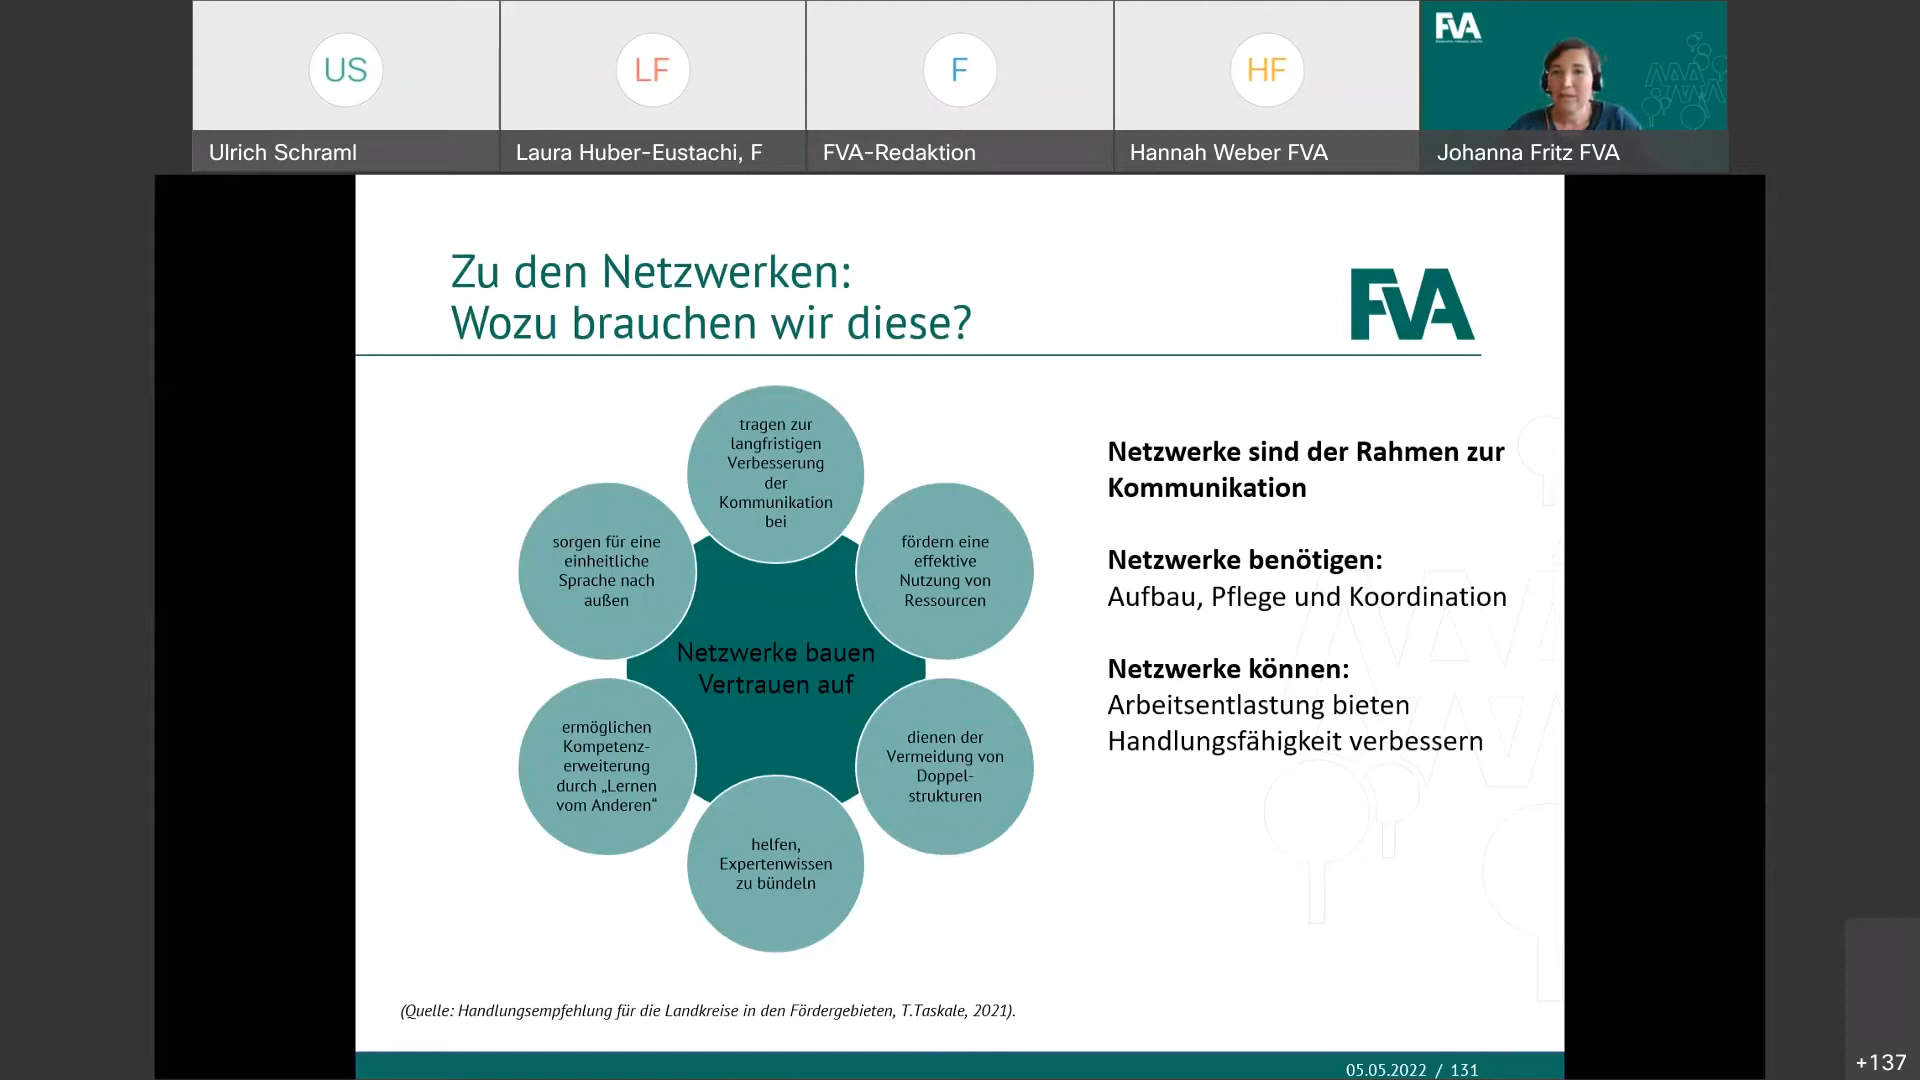 US
LF
F
HF
FVA
Ulrich Schraml
Laura Huber-Eustachi, F
FVA-Redaktion
Hannah Weber FVA
Johanna Fritz FVA
Zu den Netzwerken:
Wozu brauchen wir diese?
FVA
tragen zur
langfristigen
Verbesserung
der
Kommunikation
bei
fördern eine
effektive
Nutzung von
Ressourcen
dienen der
Vermeidung von
Doppel-
strukturen
helfen,
Expertenwissen
zu bündeln
ermöglichen
Kompetenz-
erweiterung
durch „Lernen
vom Anderen“
sorgen für eine
einheitliche
Sprache nach
außen
Netzwerke bauen
Vertrauen auf
Netzwerke sind der Rahmen zur
Kommunikation
Netzwerke benötigen:
Aufbau, Pflege und Koordination
Netzwerke können:
Arbeitsentlastung bieten
Handlungsfähigkeit verbessern
(Quelle: Handlungsempfehlung für die Landkreise in den Fördergebieten, T.Taskale, 2021).
05.05.2022 / 131
+137